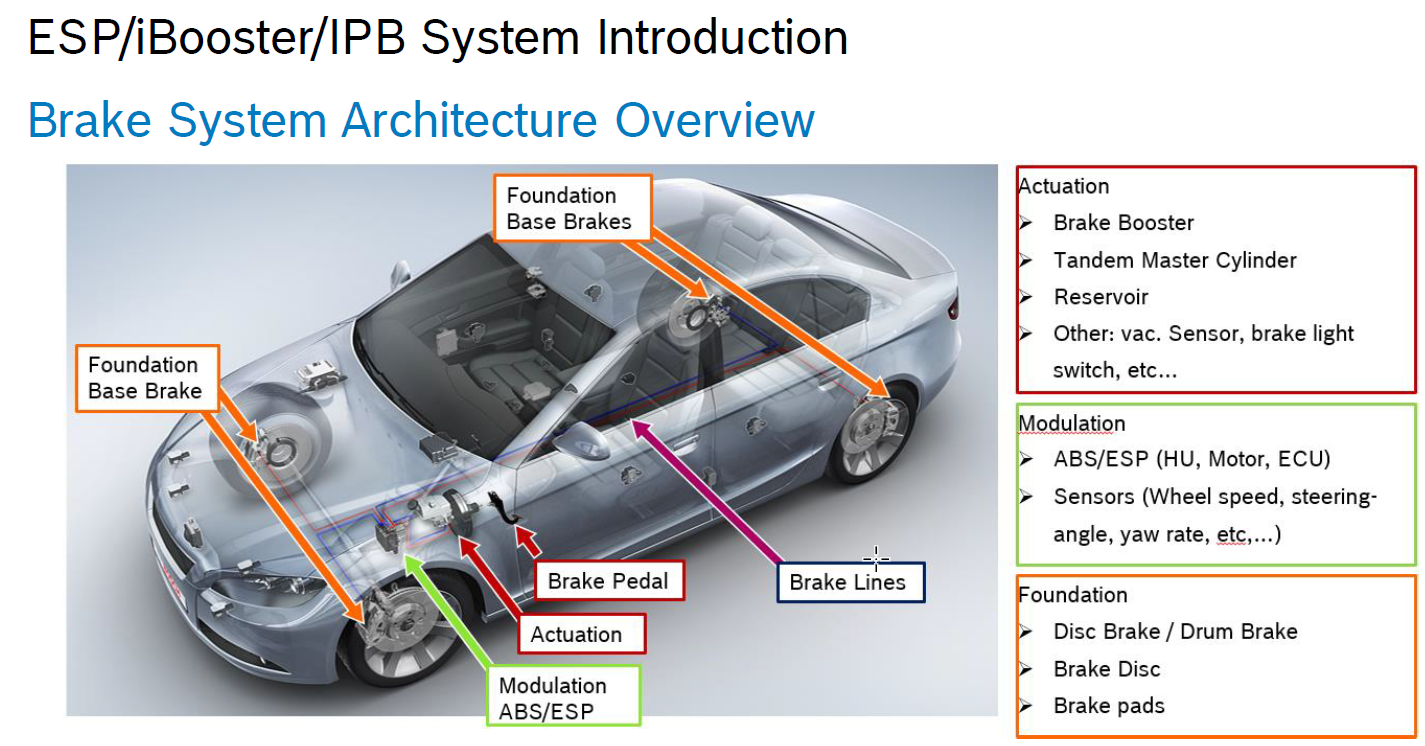 ESP/iBooster/IPB System Introduction
Brake System Architecture Overview
Foundation
Base Brakes
Foundation
Base Brake
Brake Pedal
Brake Lines
Actuation
Modulation
ABS/ESP
Actuation
➢ Brake Booster
➢ Tandem Master Cylinder
➢ Reservoir
➢ Other: vac. Sensor, brake light
switch, etc...
Modulation
➢ ABS/ESP (HU, Motor, ECU)
➢ Sensors (Wheel speed, steering-
angle, yaw rate, etc,...)
Foundation
➢ Disc Brake / Drum Brake
➢ Brake Disc
➢ Brake pads